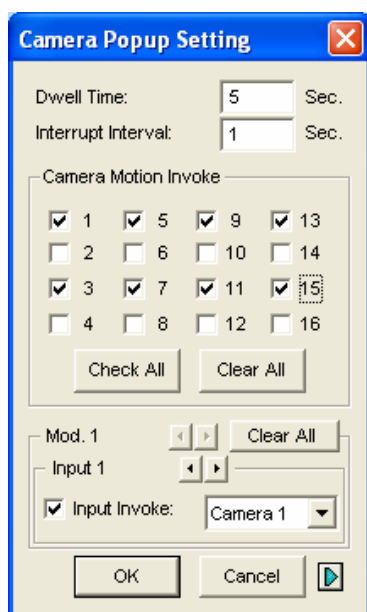 Camera Popup Setting
Dwell Time: 5 Sec.
Interrupt Interval: 1 Sec.
Camera Motion Invoke
1 5 9 13
2 6 10 14
3 7 11 15
4 8 12 16
Check All Clear All
Mod. 1 Clear All
Input 1
Input Invoke: Camera 1
OK Cancel